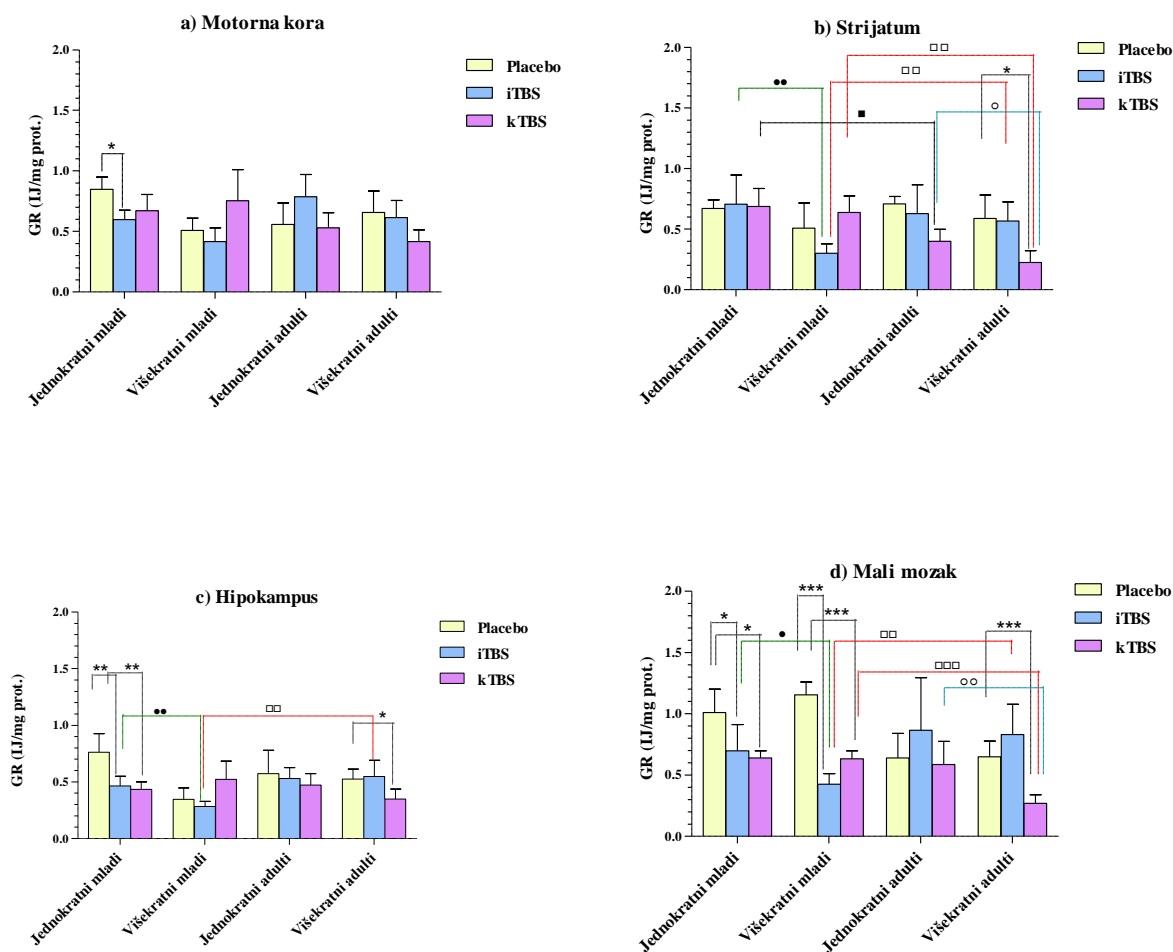 a) Motorna kora
2.0
1.5
1.0
0.5
0.0
GR (IJ/mg prot.)
*
Placebo
iTBS
kTBS
Jednokratni mladi
Višekratni mladi
Jednokratni adulti
Višekratni adulti
b) Strijatum
2.0
1.5
1.0
0.5
0.0
GR (IJ/mg prot.)
●●
■
□□
□□
*
○
Placebo
iTBS
kTBS
Jednokratni mladi
Višekratni mladi
Jednokratni adulti
Višekratni adulti
c) Hipokampus
2.0
1.5
1.0
0.5
0.0
GR (IJ/mg prot.)
**
**
●●
□□
*
Placebo
iTBS
kTBS
Jednokratni mladi
Višekratni mladi
Jednokratni adulti
Višekratni adulti
d) Mali mozak
2.0
1.5
1.0
0.5
0.0
GR (IJ/mg prot.)
*
*
●
***
***
□□
□□□
○○
***
Placebo
iTBS
kTBS
Jednokratni mladi
Višekratni mladi
Jednokratni adulti
Višekratni adulti